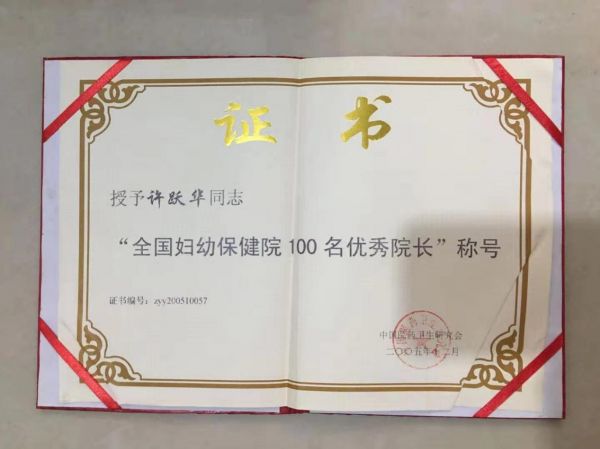 证书
授予许跃华同志
“全国妇幼保健院100名优秀院长”称号
证书编号：zyy200510057
中国医药卫生研究会
二〇〇五年十二月